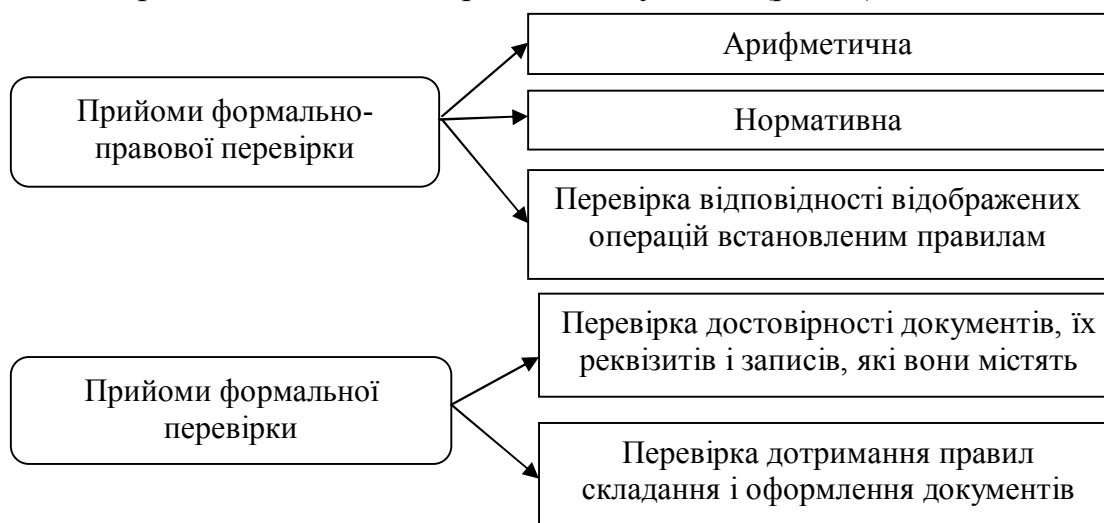 Арифметична
Прийоми формально-
правової перевірки
Нормативна
Перевірка відповідності відображених
операцій встановленим правилам
Прийоми формальної
перевірки
Перевірка достовірності документів, їх
реквізитів і записів, які вони містять
Перевірка дотримання правил
складання і оформлення документів